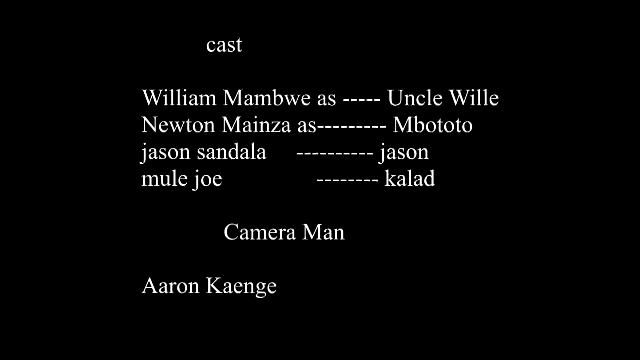 cast
William Mambwe as ----- Uncle Wille
Newton Mainza as--------- Mbototo
jason sandala ---------- jason
mule joe -------- kalad
Camera Man
Aaron Kaenge